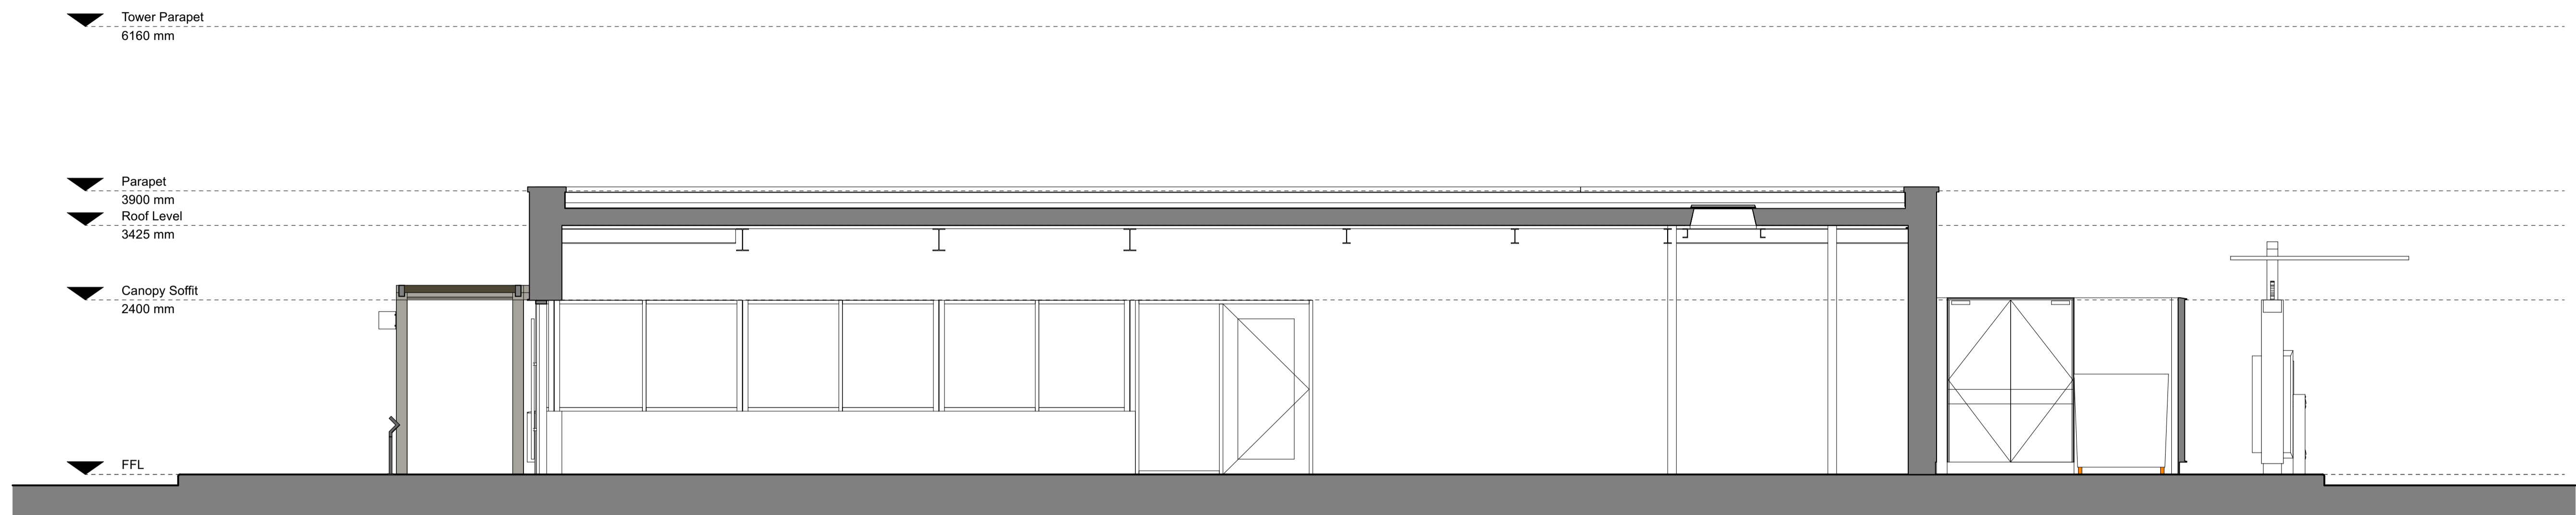 Tower Parapet
6160 mm
Parapet
3900 mm
Roof Level
3425 mm
Canopy Soffit
2400 mm
FFL